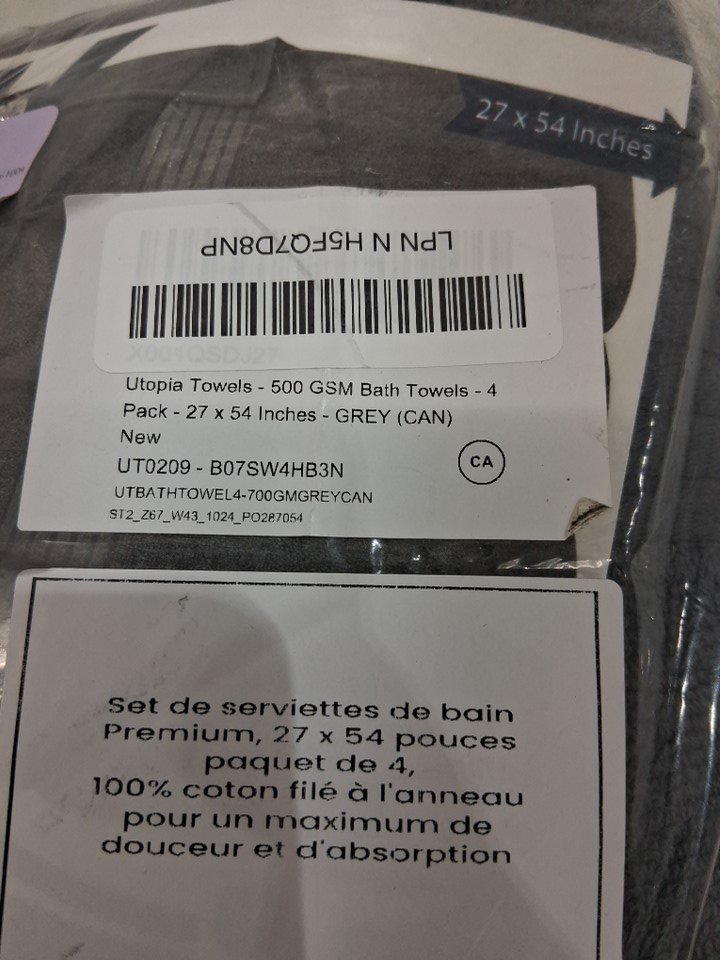 27 x 54 Inches
LPN N H5FQ7D8NP
X001QSDJ27
Utopia Towels - 500 GSM Bath Towels - 4
Pack - 27 x 54 Inches - GREY (CAN)
New
UT0209 - B07SW4HB3N
CA
UTBATHTOWEL4-700GMGREYCAN
ST2_Z67_W43_1024_PO287054
Set de serviettes de bain
Premium, 27 x 54 pouces
paquet de 4,
100% coton filé à l'anneau
pour un maximum de
douceur et d'absorption